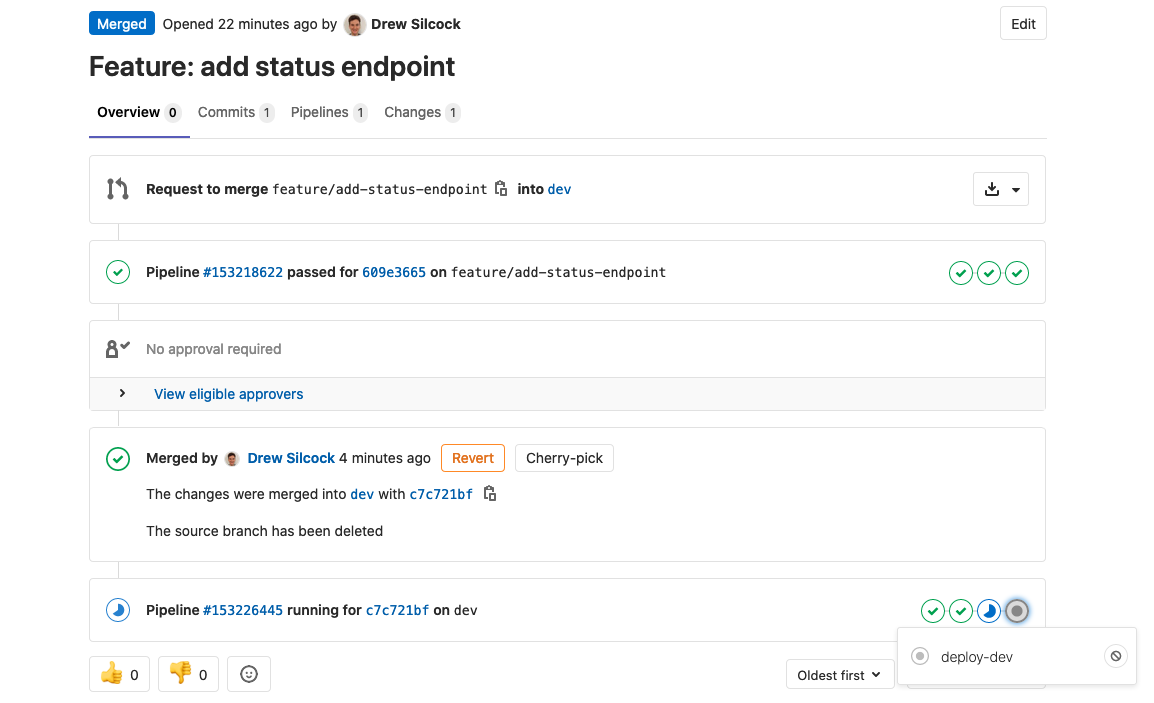 Merged Opened 22 minutes ago by Drew Silcock Edit
Feature: add status endpoint
Overview 0 Commits 1 Pipelines 1 Changes 1
Request to merge feature/add-status-endpoint into dev
Pipeline #153218622 passed for 609e3665 on feature/add-status-endpoint
No approval required
View eligible approvers
Merged by Drew Silcock 4 minutes ago Revert Cherry-pick
The changes were merged into dev with c7c721bf
The source branch has been deleted
Pipeline #153226445 running for c7c721bf on dev
deploy-dev
0 0 Oldest first